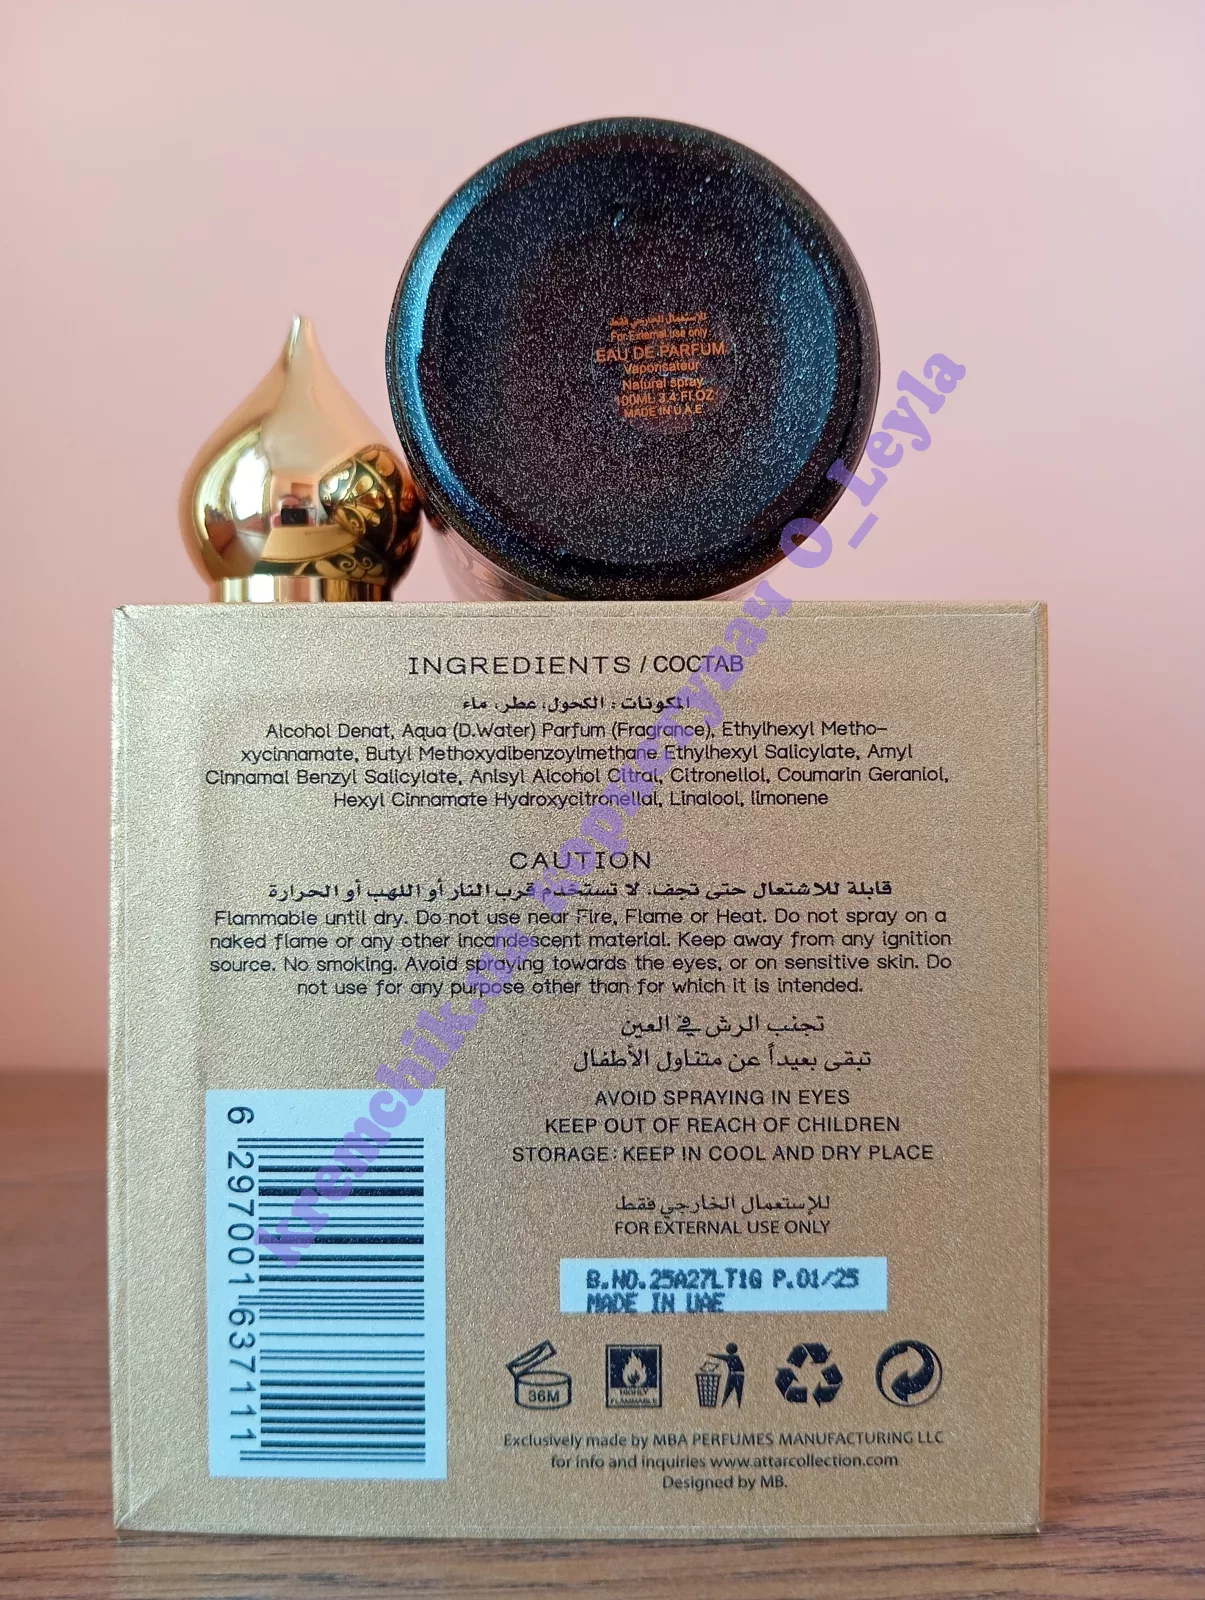 للإستعمال الخارجي فقط
For External use only
EAU DE PARFUM
Vaporisateur
Natural spray
100ML 3.4 FI.OZ
MADE IN U.A.E
INGREDIENTS / СОСТАВ
المكونات : الكحول، عطر، ماء
Alcohol Denat, Aqua (D.Water) Parfum (Fragrance), Ethylhexyl Metho-
xycinnamate, Butyl Methoxydibenzoylmethane Ethylhexyl Salicylate, Amyl
Cinnamal Benzyl Salicylate, Anisyl Alcohol Citral, Citronellol, Coumarin Geraniol,
Hexyl Cinnamate Hydroxycitronellal, Linalool, limonene
CAUTION
قابلة للاشتعال حتى تجف، لا تستخدم قرب النار أو اللهب أو الحرارة
Flammable until dry. Do not use near Fire, Flame or Heat. Do not spray on a
naked flame or any other incandescent material. Keep away from any ignition
source. No smoking. Avoid spraying towards the eyes, or on sensitive skin. Do
not use for any purpose other than for which it is intended.
تجنب الرش في العين
تبقى بعيداً عن متناول الأطفال
AVOID SPRAYING IN EYES
KEEP OUT OF REACH OF CHILDREN
STORAGE: KEEP IN COOL AND DRY PLACE
للإستعمال الخارجي فقط
FOR EXTERNAL USE ONLY
6 297001 637111
B.NO.25A27LT1G P.01/25
MADE IN UAE
36M
HIGHLY
FLAMMABLE
Exclusively made by MBA PERFUMES MANUFACTURING LLC
for info and inquiries www.attarcollection.com
Designed by MB.
kremchik.ua користувач O_Leyla